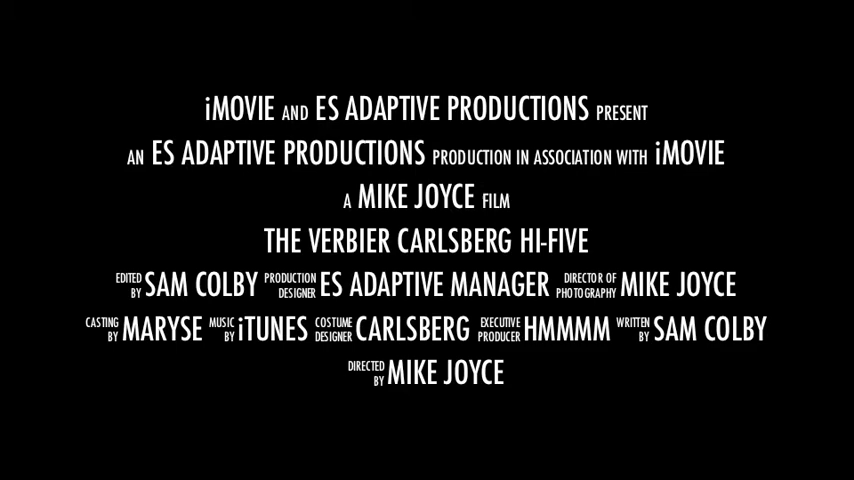 iMOVIE AND ES ADAPTIVE PRODUCTIONS PRESENT
AN ES ADAPTIVE PRODUCTIONS PRODUCTION IN ASSOCIATION WITH iMOVIE
A MIKE JOYCE FILM
THE VERBIER CARLSBERG HI-FIVE
EDITED BY SAM COLBY PRODUCTION DESIGNER ES ADAPTIVE MANAGER DIRECTOR OF PHOTOGRAPHY MIKE JOYCE
CASTING BY MARYSE MUSIC BY iTUNES COSTUME DESIGNER CARLSBERG EXECUTIVE PRODUCER HMMMM WRITTEN BY SAM COLBY
DIRECTED BY MIKE JOYCE